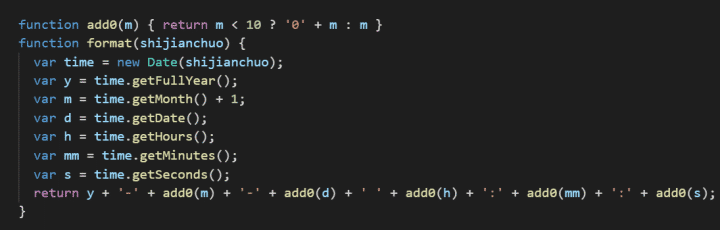 function add0(m) { return m < 10 ? '0' + m : m }
function format(shijianchuo) {
  var time = new Date(shijianchuo);
  var y = time.getFullYear();
  var m = time.getMonth() + 1;
  var d = time.getDate();
  var h = time.getHours();
  var mm = time.getMinutes();
  var s = time.getSeconds();
  return y + '-' + add0(m) + '-' + add0(d) + ' ' + add0(h) + ':' + add0(mm) + ':' + add0(s);
}